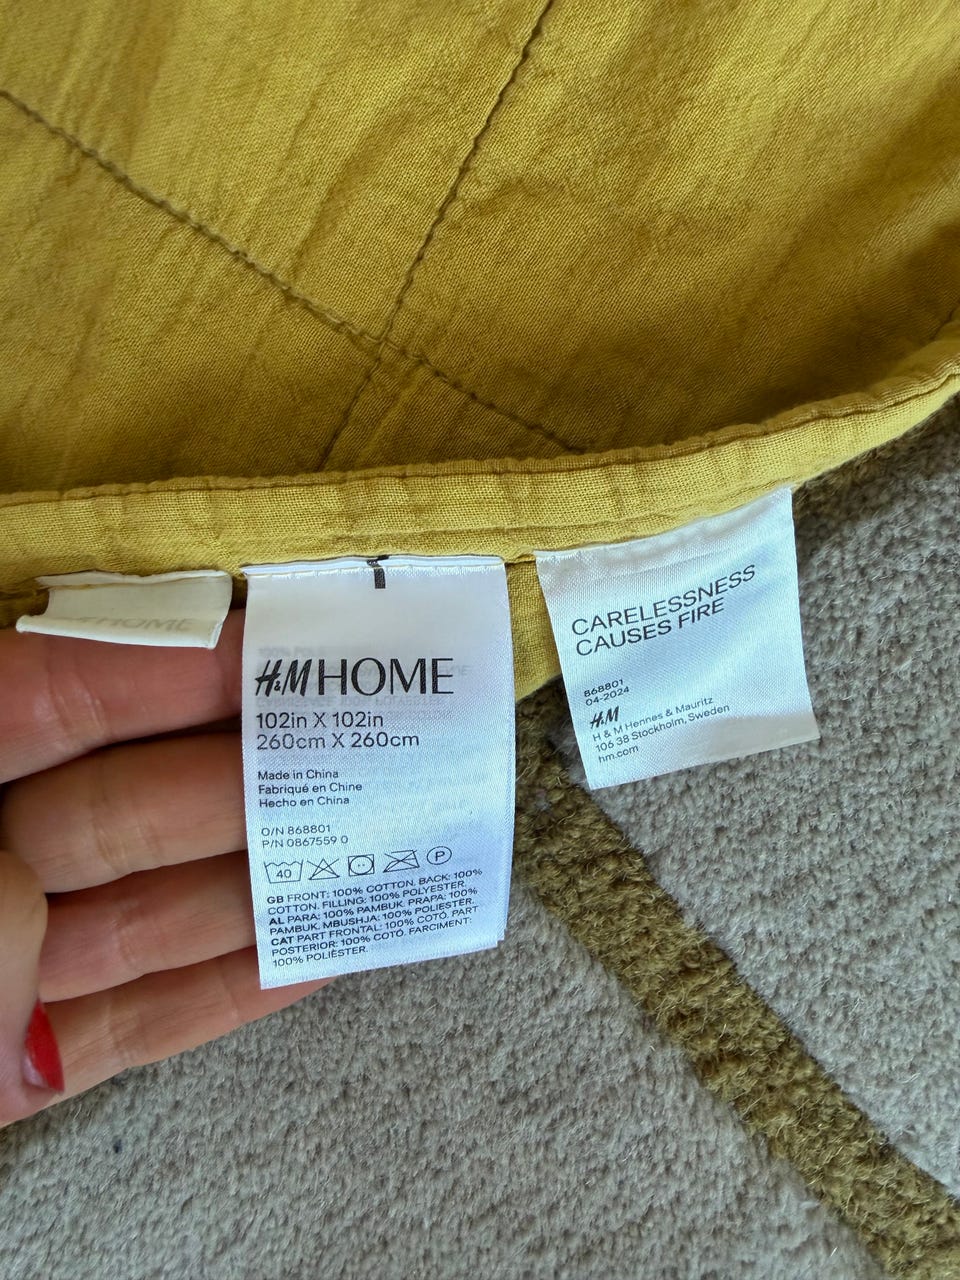 HOME
H&M HOME
102in X 102in
260cm X 260cm
Made in China
Fabriqué en Chine
Hecho en China
O/N 868801
P/N 0867559 0
40 P
GB FRONT: 100% COTTON. BACK: 100%
COTTON. FILLING: 100% POLYESTER.
AL PARA: 100% PAMBUK. PRAPA: 100%
PAMBUK. MBUSHJA: 100% POLIESTER.
CAT PART FRONTAL: 100% COTÓ. PART
POSTERIOR: 100% COTÓ. FARCIMENT:
100% POLIÈSTER.
CARELESSNESS
CAUSES FIRE
868801
04-2024
H&M
H & M Hennes & Mauritz
106 38 Stockholm, Sweden
hm.com